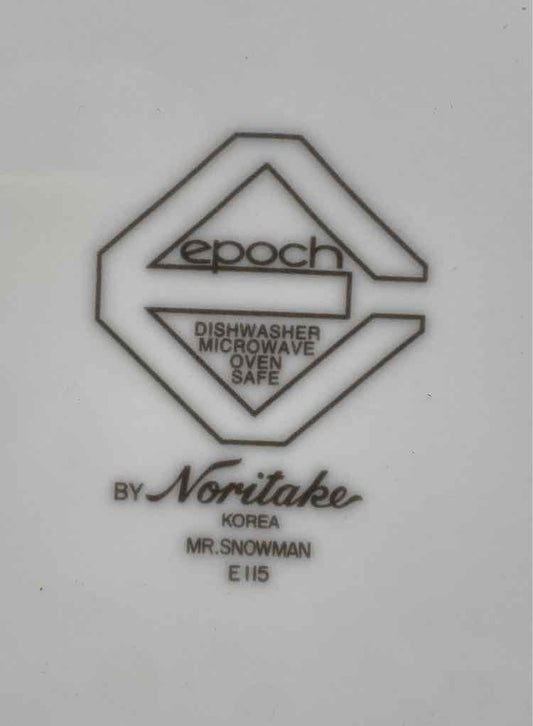 epoch
DISHWASHER
MICROWAVE
OVEN
SAFE
BY Noritake
KOREA
MR.SNOWMAN
E115